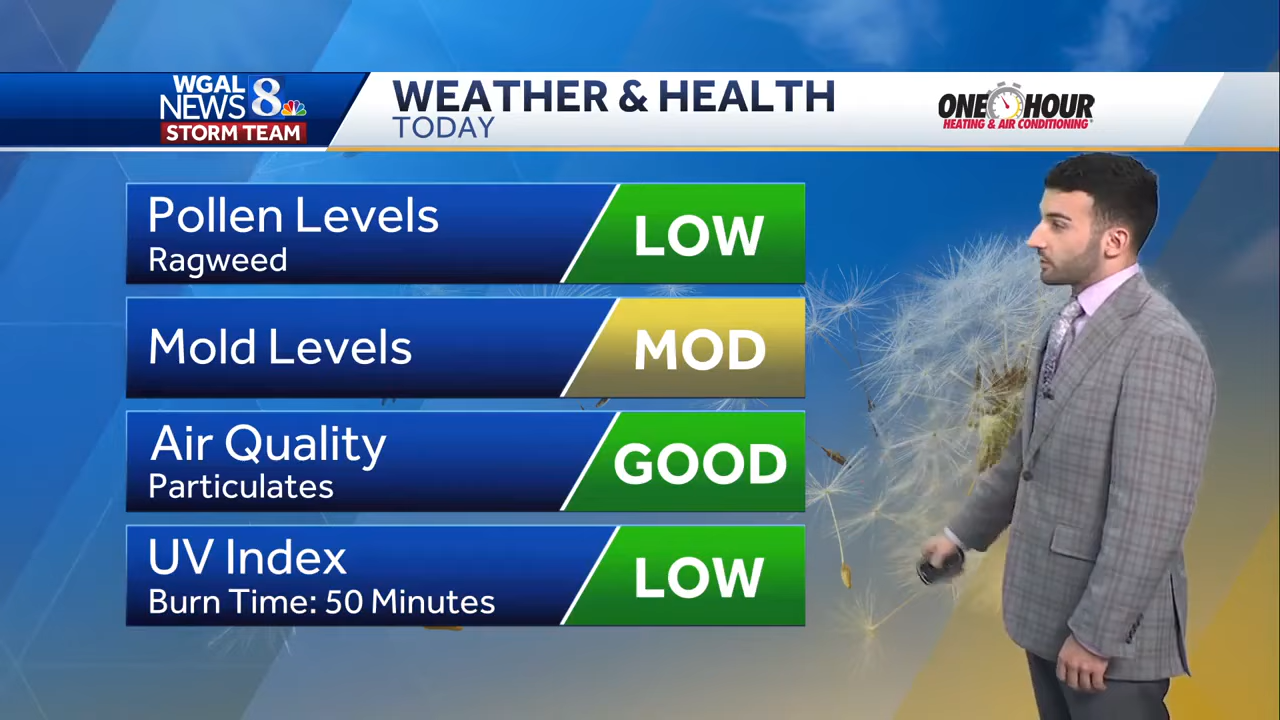 WGAL
NEWS 8
STORM TEAM
WEATHER & HEALTH
TODAY
ONE HOUR
HEATING & AIR CONDITIONING
Pollen Levels
Ragweed
LOW
Mold Levels
MOD
Air Quality
Particulates
GOOD
UV Index
Burn Time: 50 Minutes
LOW